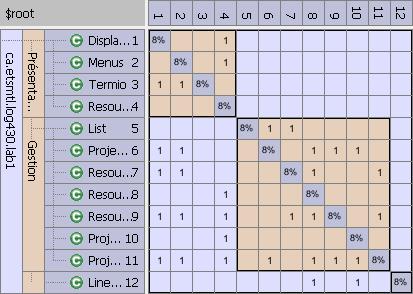 $root 1 2 3 4 5 6 7 8 9 10 11 12
ca.etsmtl.log430.lab1
Présenta...
Displa... 1 8% 1
Menus 2 8% 1
Termio 3 1 1 8%
Resou... 4 8%
Gestion
List 5 8% 1 1
Proje... 6 1 1 8% 1 1 1
Resou... 7 1 1 8% 1 1
Resou... 8 1 8%
Resou... 9 1 1 1 1 1 8% 1
Proj... 10 1 8%
Proj... 11 1 1 1 1 1 1 1 8%
Line... 12 1 1 8%